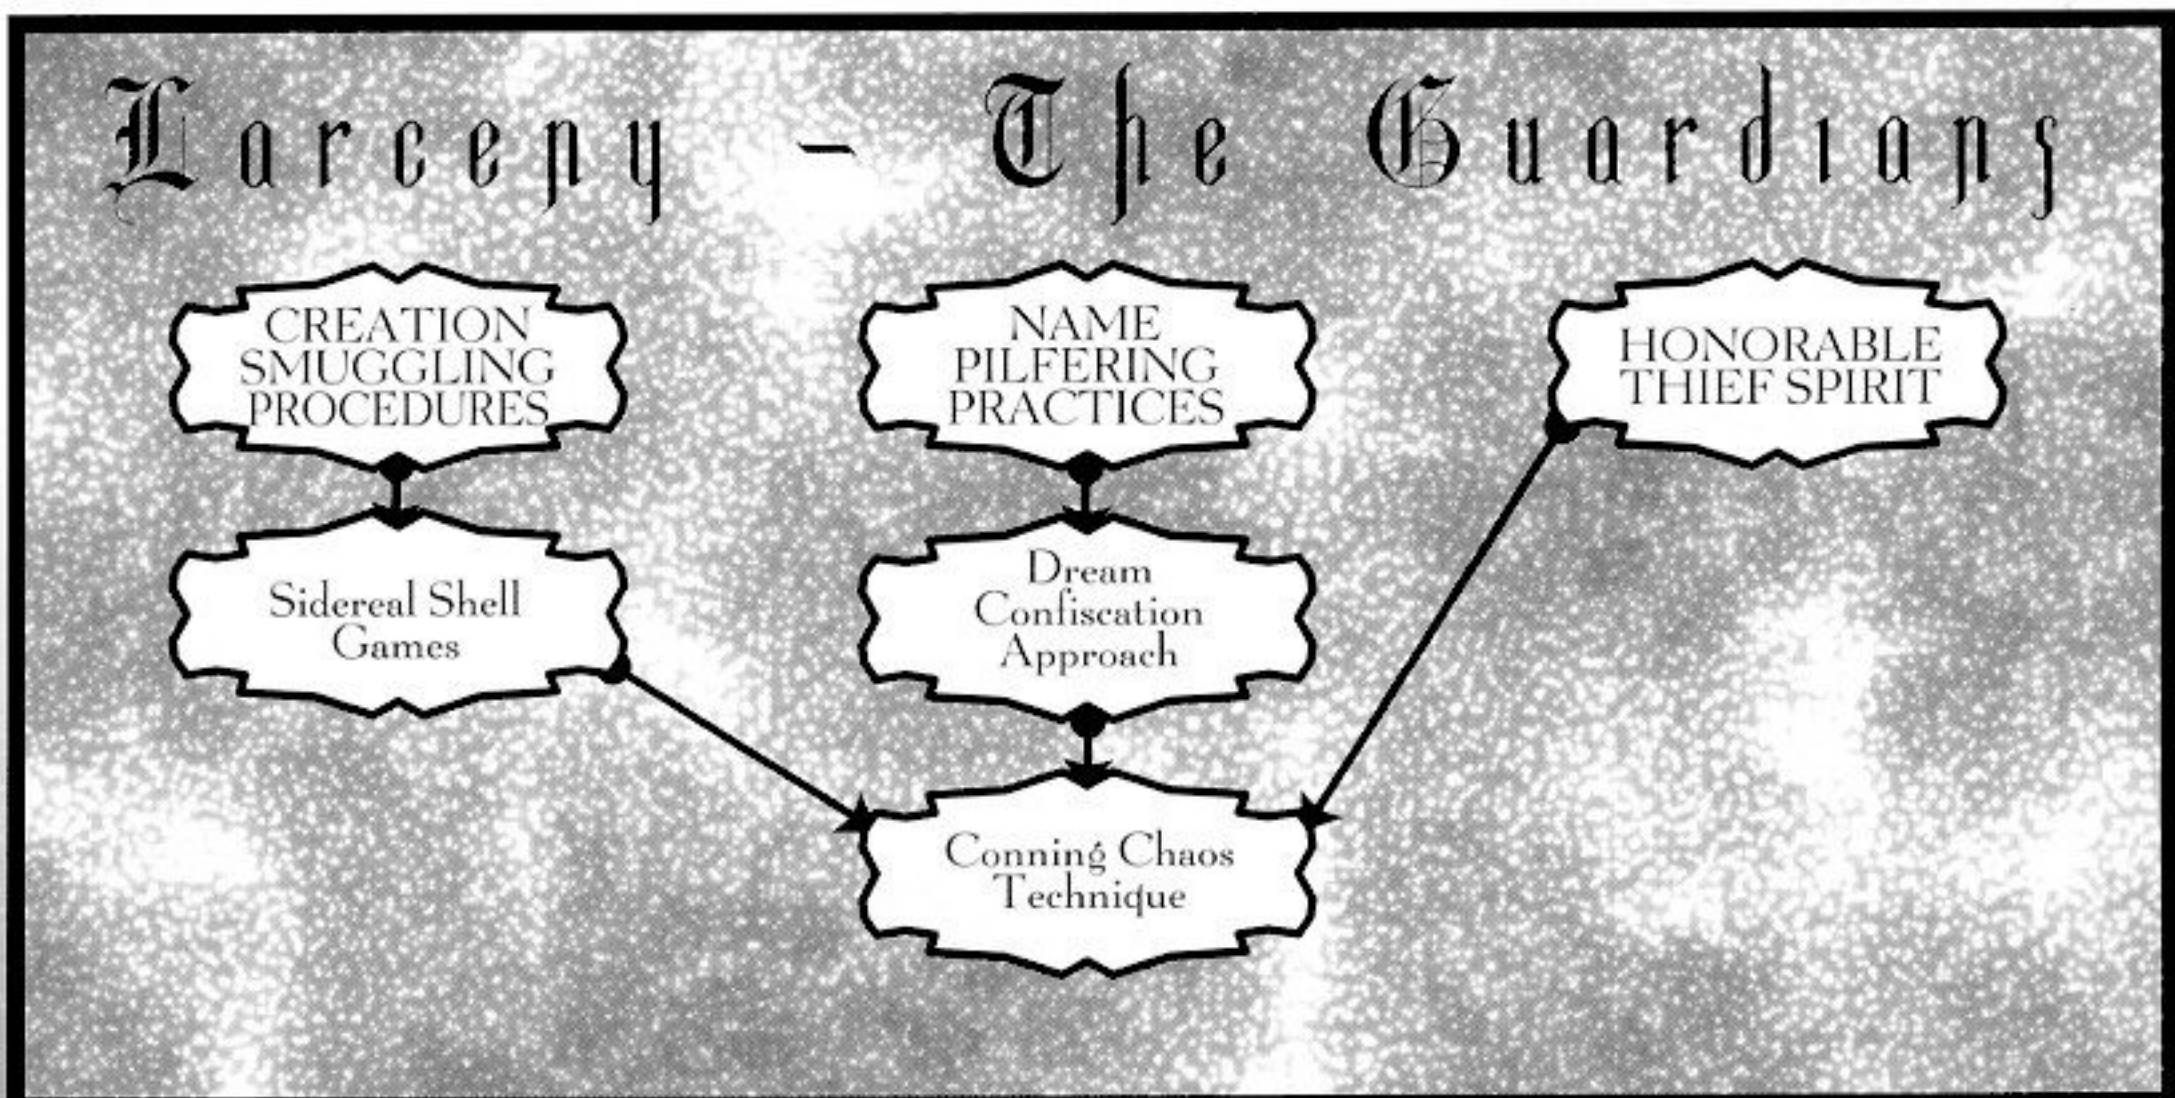 Larceny - The Guardians
CREATION
SMUGGLING
PROCEDURES
NAME
PILFERING
PRACTICES
HONORABLE
THIEF SPIRIT
Sidereal Shell
Games
Dream
Confiscation
Approach
Conning Chaos
Technique